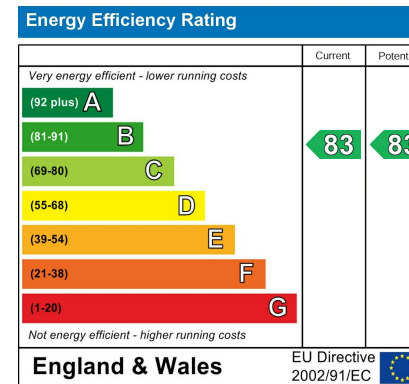 Energy Efficiency Rating
Current Potent
Very energy efficient - lower running costs
(92 plus) A
(81-91) B
83 83
(69-80) C
(55-68) D
(39-54) E
(21-38) F
(1-20) G
Not energy efficient - higher running costs
England & Wales
EU Directive
2002/91/EC